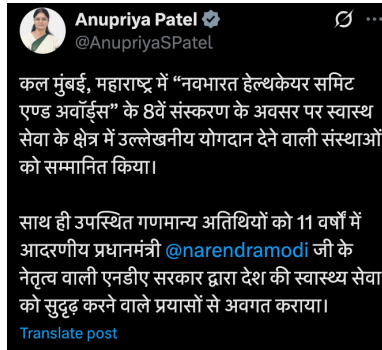 Anupriya Patel
@AnupriyaSPatel
कल मुंबई, महाराष्ट्र में “नवभारत हेल्थकेयर समिट
एण्ड अवॉर्ड्स” के 8वें संस्करण के अवसर पर स्वास्थ
सेवा के क्षेत्र में उल्लेखनीय योगदान देने वाली संस्थाओं
को सम्मानित किया।
साथ ही उपस्थित गणमान्य अतिथियों को 11 वर्षों में
आदरणीय प्रधानमंत्री @narendramodi जी के
नेतृत्व वाली एनडीए सरकार द्वारा देश की स्वास्थ्य सेवा
को सुदृढ़ करने वाले प्रयासों से अवगत कराया।
Translate post